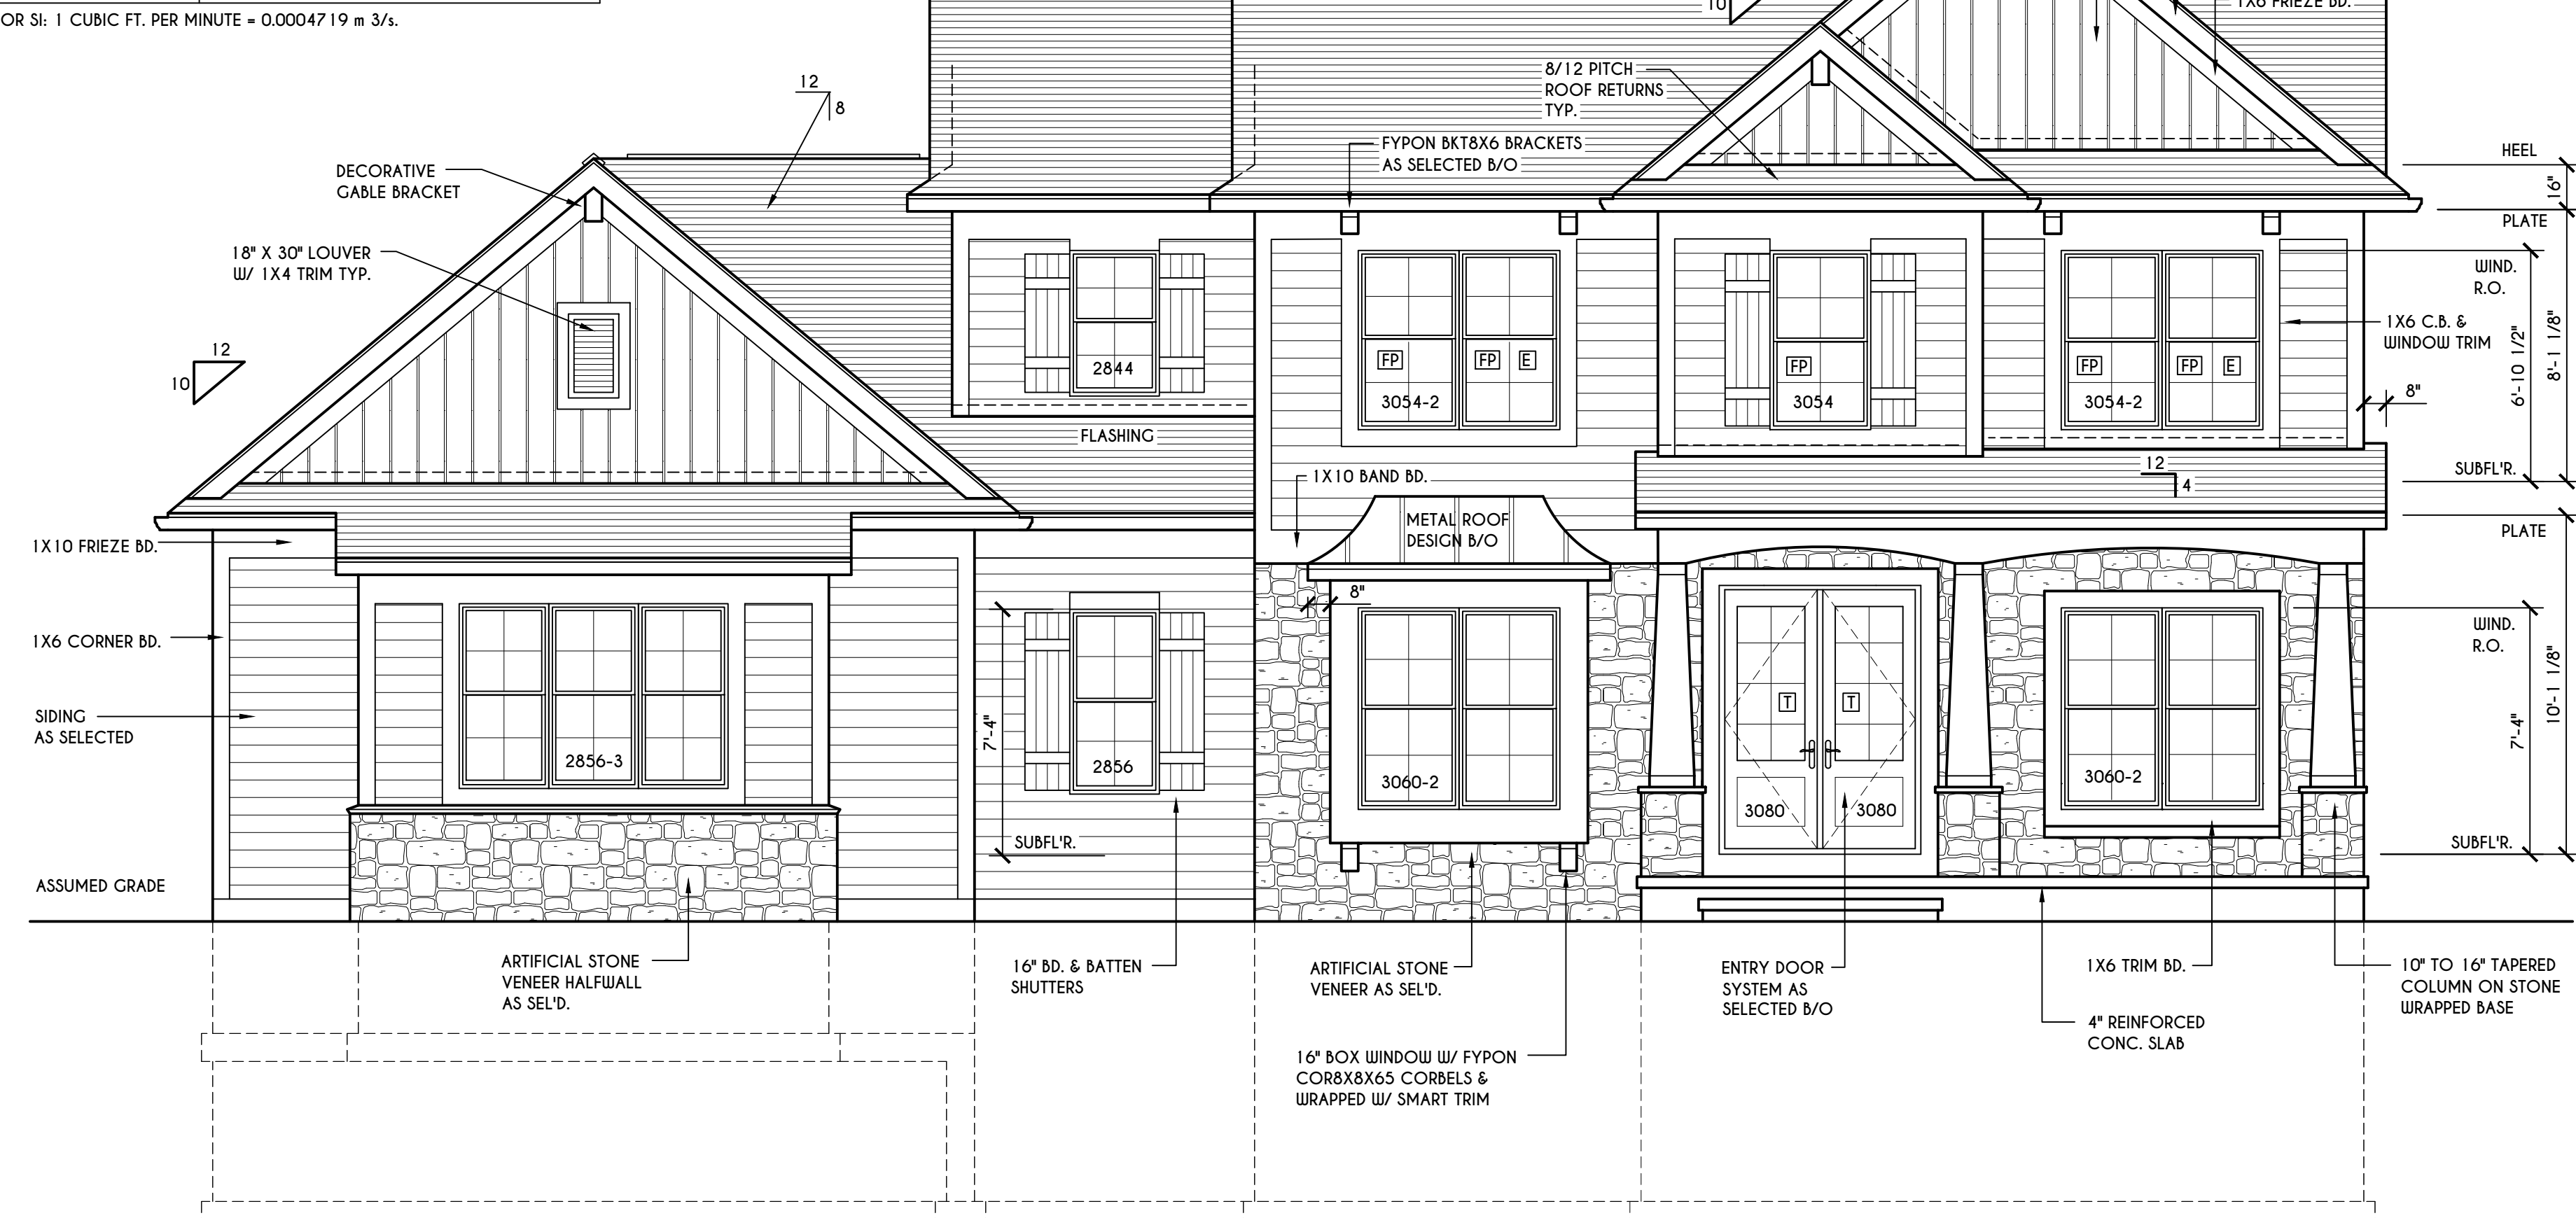 OR SI: 1 CUBIC FT. PER MINUTE = 0.0004719 m 3/s.
10
1X6 FRIEZE BD.
12
8
8/12 PITCH
ROOF RETURNS
TYP.
FYPON BKT8X6 BRACKETS
AS SELECTED B/O
DECORATIVE
GABLE BRACKET
18" X 30" LOUVER
W/ 1X4 TRIM TYP.
12
10
HEEL
16"
PLATE
WIND.
R.O.
1X6 C.B. &
WINDOW TRIM
6'-10 1/2"
8'-1 1/8"
8"
SUBFL'R.
2844
FP
FP
E
3054-2
FP
3054
FP
FP
E
3054-2
FLASHING
1X10 BAND BD.
12
4
METAL ROOF
DESIGN B/O
PLATE
1X10 FRIEZE BD.
1X6 CORNER BD.
SIDING
AS SELECTED
ASSUMED GRADE
2856-3
7'-4"
2856
SUBFL'R.
8"
3060-2
T
T
3080
3080
3060-2
WIND.
R.O.
7'-4"
10'-1 1/8"
SUBFL'R.
ARTIFICIAL STONE
VENEER HALFWALL
AS SEL'D.
16" BD. & BATTEN
SHUTTERS
ARTIFICIAL STONE
VENEER AS SEL'D.
16" BOX WINDOW W/ FYPON
COR8X8X65 CORBELS &
WRAPPED W/ SMART TRIM
ENTRY DOOR
SYSTEM AS
SELECTED B/O
1X6 TRIM BD.
4" REINFORCED
CONC. SLAB
10" TO 16" TAPERED
COLUMN ON STONE
WRAPPED BASE